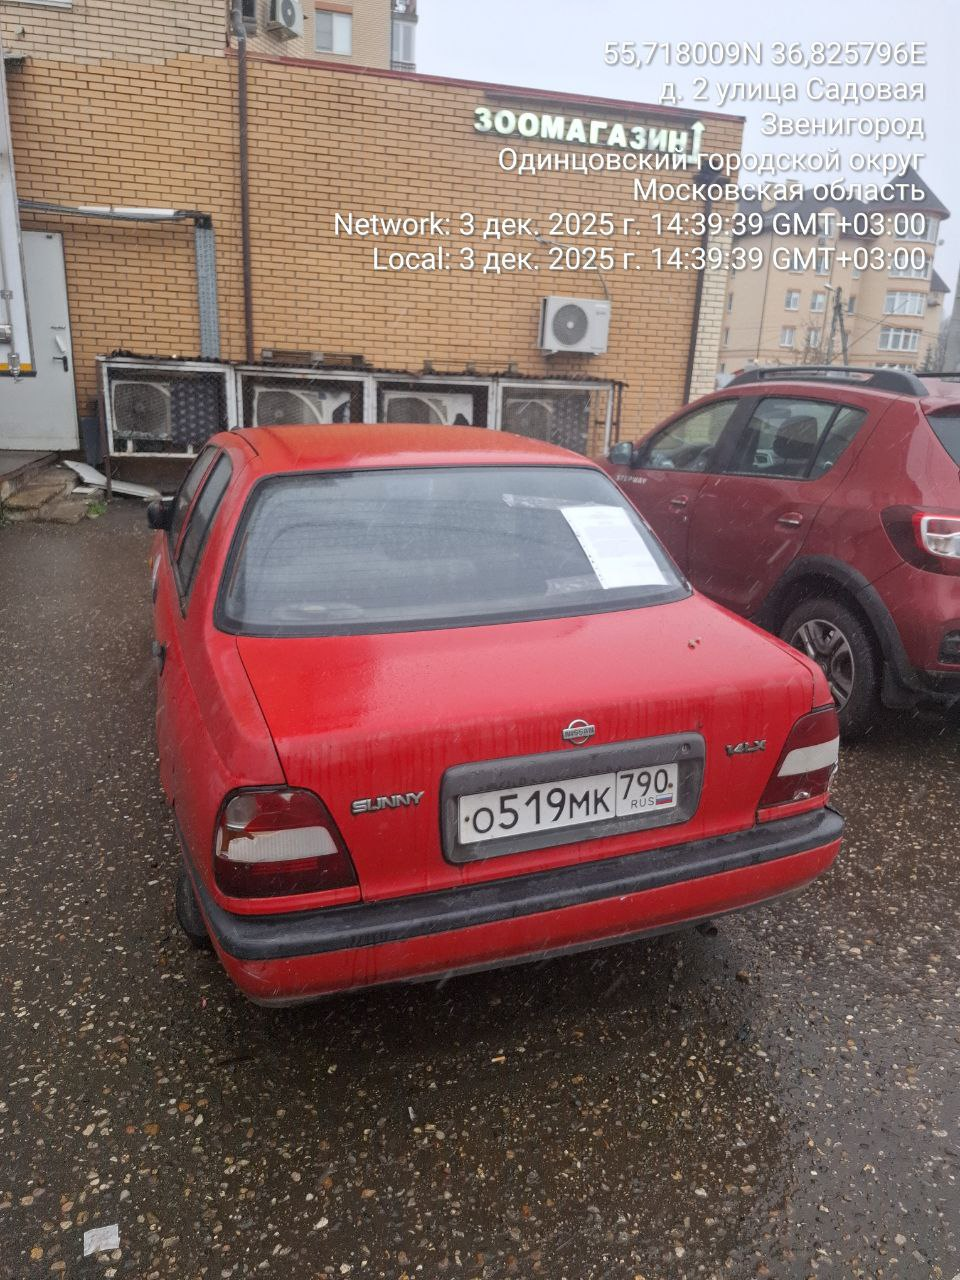 55,718009N 36,825796E
д. 2 улица Садовая
Звенигород
Одинцовский городской округ
Московская область
Network: 3 дек. 2025 г. 14:39:39 GMT+03:00
Local: 3 дек. 2025 г. 14:39:39 GMT+03:00
ЗООМАГАЗИН
STEPWAY
NISSAN
1.4LX
SUNNY
О519МК 790
RUS